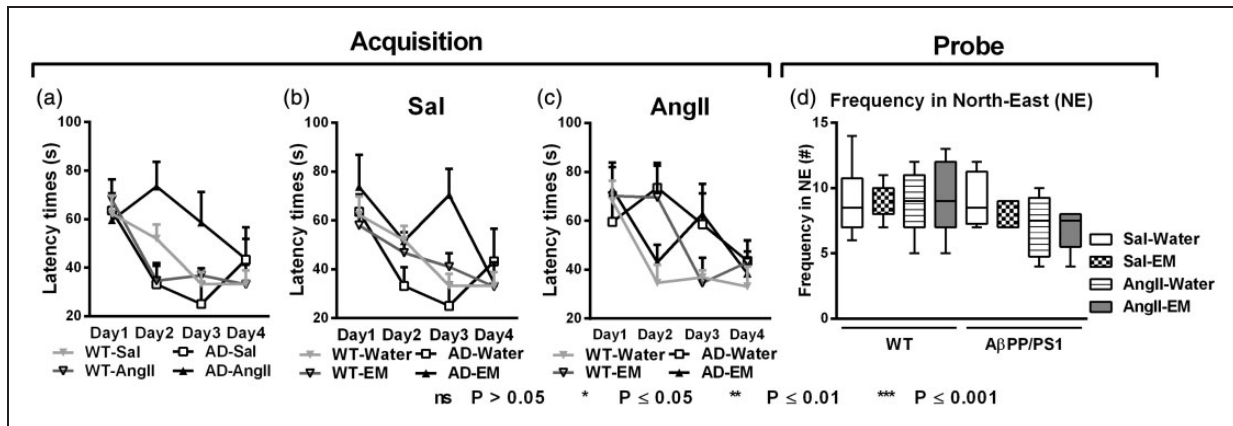 Acquisition
Probe
(a)
Latency times (s)
100
80
60
40
20
Day1 Day2 Day3 Day4
WT-Sal AD-Sal
WT-AngII AD-AngII
(b)
Sal
Latency times (s)
100
80
60
40
20
Day1 Day2 Day3 Day4
WT-Water AD-Water
WT-EM AD-EM
(c)
AngII
Latency times (s)
100
80
60
40
20
Day1 Day2 Day3 Day4
WT-Water AD-Water
WT-EM AD-EM
(d)
Frequency in North-East (NE)
Frequency in NE (#)
15
10
5
0
WT AβPP/PS1
Sal-Water
Sal-EM
AngII-Water
AngII-EM
ns P > 0.05 * P ≤ 0.05 ** P ≤ 0.01 *** P ≤ 0.001